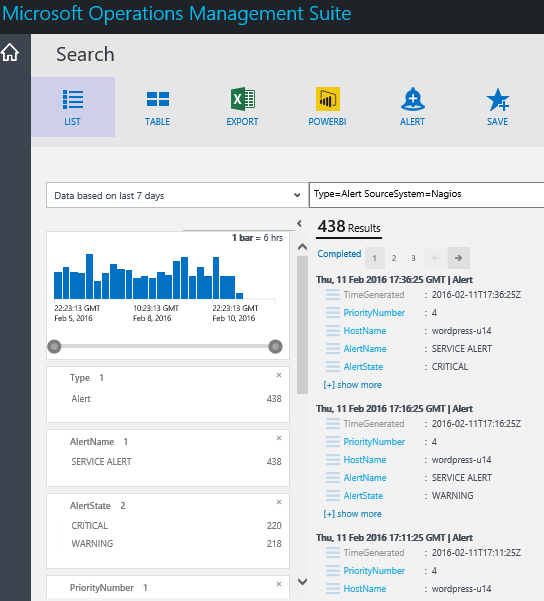 Microsoft Operations Management Suite
Search
LIST
TABLE
EXPORT
POWERBI
ALERT
SAVE
Data based on last 7 days
Type=Alert SourceSystem=Nagios
1 bar = 6 hrs
22:23:13 GMT
Feb 5, 2016
10:23:13 GMT
Feb 8, 2016
22:23:13 GMT
Feb 10, 2016
Type 1
Alert 438
AlertName 1
SERVICE ALERT 438
AlertState 2
CRITICAL 220
WARNING 218
PriorityNumber 1
438 Results
Completed 1 2 3
Thu, 11 Feb 2016 17:36:25 GMT | Alert
TimeGenerated : 2016-02-11T17:36:25Z
PriorityNumber : 4
HostName : wordpress-u14
AlertName : SERVICE ALERT
AlertState : CRITICAL
[+] show more
Thu, 11 Feb 2016 17:16:25 GMT | Alert
TimeGenerated : 2016-02-11T17:16:25Z
PriorityNumber : 4
HostName : wordpress-u14
AlertName : SERVICE ALERT
AlertState : WARNING
[+] show more
Thu, 11 Feb 2016 17:11:25 GMT | Alert
TimeGenerated : 2016-02-11T17:11:25Z
PriorityNumber : 4
HostName : wordpress-u14